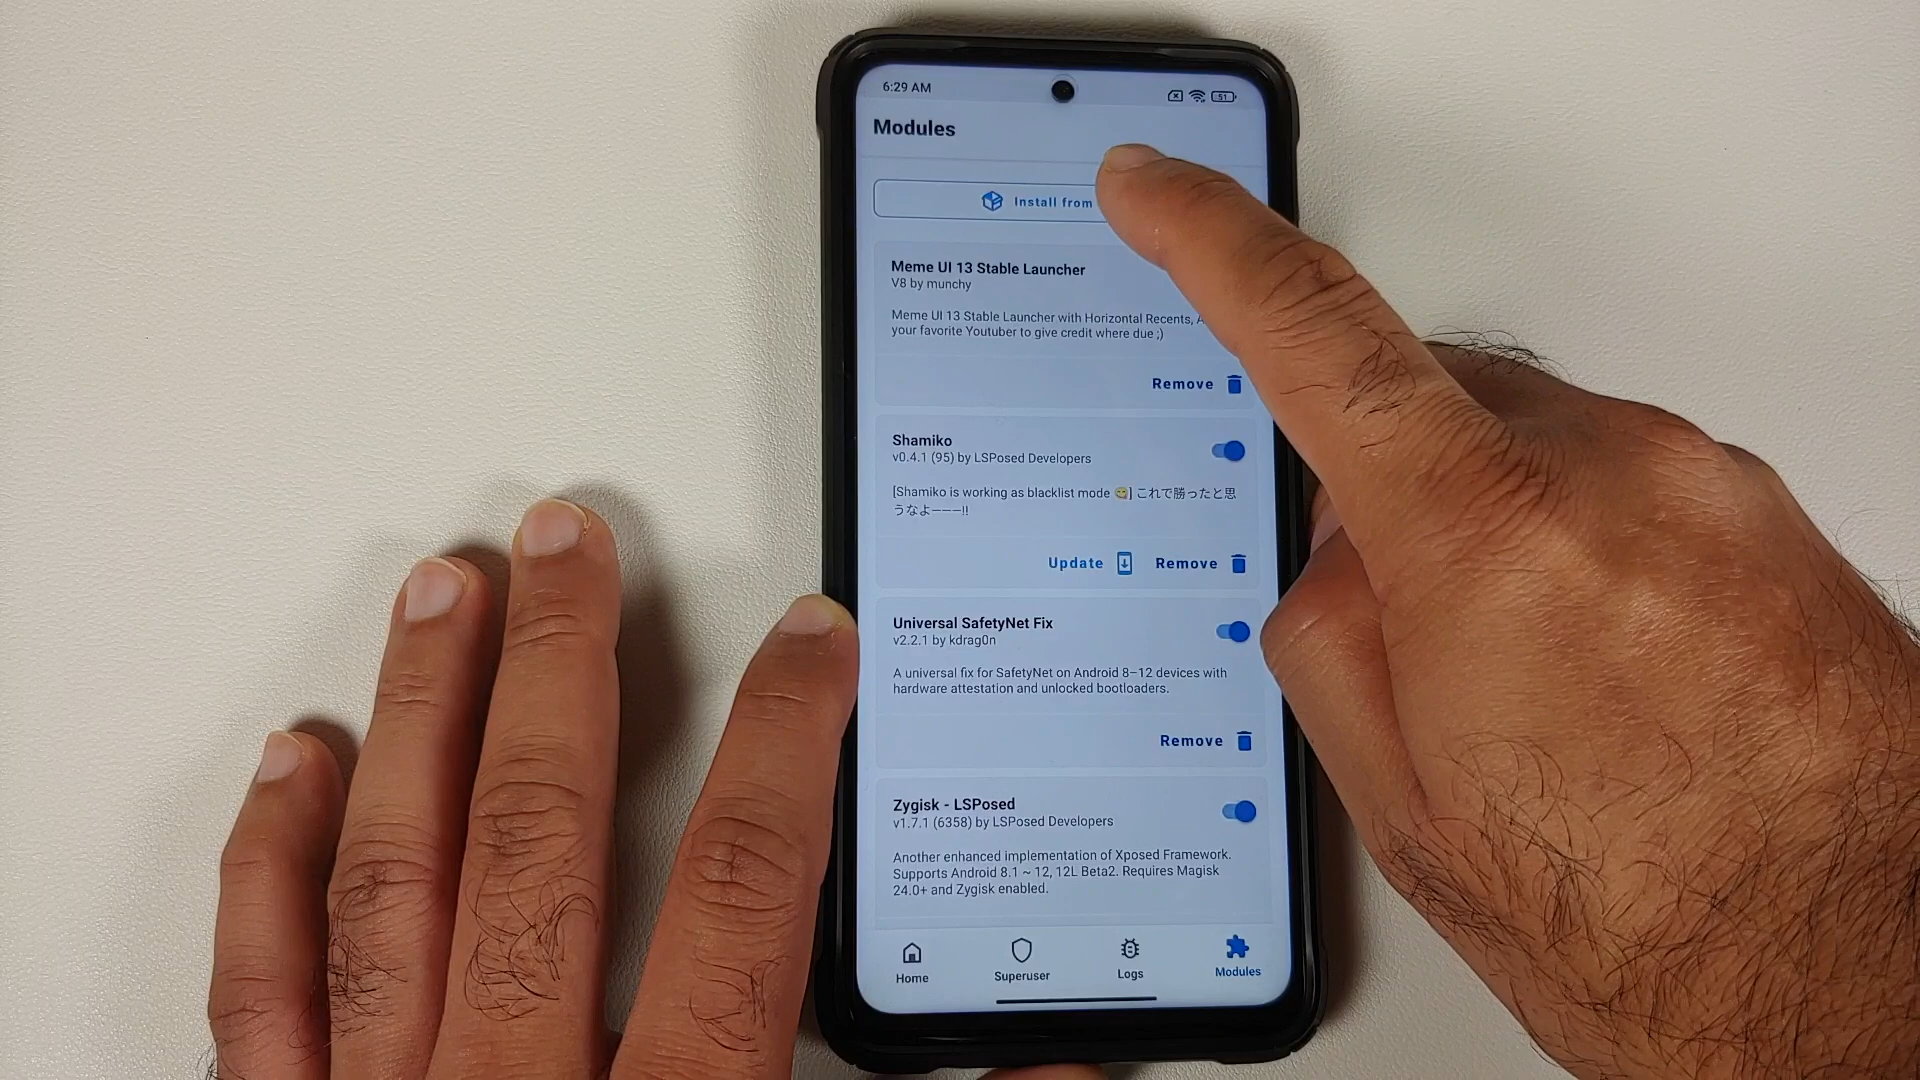 6:29 AM
51
Modules
Install from
Meme UI 13 Stable Launcher
V8 by munchy
Meme UI 13 Stable Launcher with Horizontal Recents,
your favorite Youtuber to give credit where due ;)
Remove
Shamiko
v0.4.1 (95) by LSPosed Developers
[Shamiko is working as blacklist mode 😋] これで勝ったと思
うなよ―――!!
Update Remove
Universal SafetyNet Fix
v2.2.1 by kdrag0n
A universal fix for SafetyNet on Android 8–12 devices with
hardware attestation and unlocked bootloaders.
Remove
Zygisk - LSPosed
v1.7.1 (6358) by LSPosed Developers
Another enhanced implementation of Xposed Framework.
Supports Android 8.1 ~ 12, 12L Beta2. Requires Magisk
24.0+ and Zygisk enabled.
Home Superuser Logs Modules